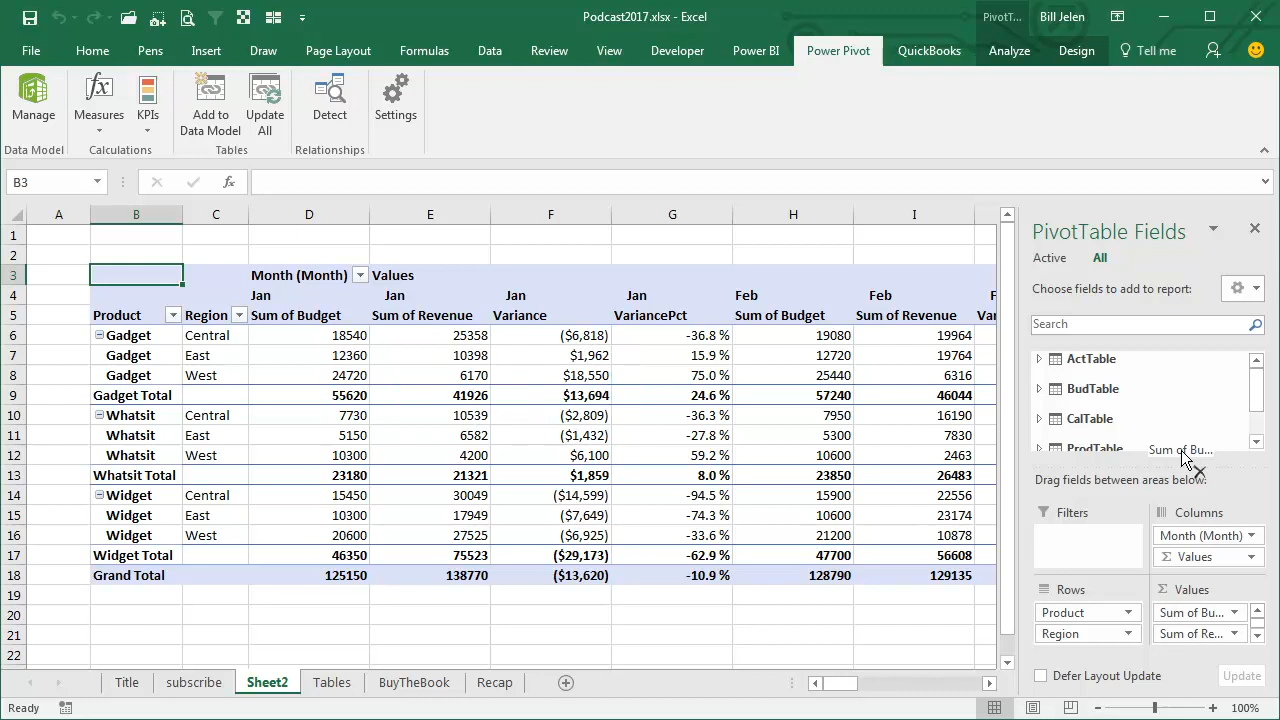 Podcast2017.xlsx - Excel
PivotT...
Bill Jelen
File Home Pens Insert Draw Page Layout Formulas Data Review View Developer Power BI Power Pivot QuickBooks Analyze Design Tell me
Manage
Measures
KPIs
Add to Data Model
Update All
Detect
Settings
Data Model
Calculations
Tables
Relationships
B3
fx
A B C D E F G H I
1
2
3 Month (Month) Values
4 Jan Jan Jan Jan Feb Feb F
5 Product Region Sum of Budget Sum of Revenue Variance VariancePct Sum of Budget Sum of Revenue Var
6 Gadget Central 18540 25358 ($6,818) -36.8 % 19080 19964
7 Gadget East 12360 10398 $1,962 15.9 % 12720 19764
8 Gadget West 24720 6170 $18,550 75.0 % 25440 6316
9 Gadget Total 55620 41926 $13,694 24.6 % 57240 46044
10 Whatsit Central 7730 10539 ($2,809) -36.3 % 7950 16190
11 Whatsit East 5150 6582 ($1,432) -27.8 % 5300 7830
12 Whatsit West 10300 4200 $6,100 59.2 % 10600 2463
13 Whatsit Total 23180 21321 $1,859 8.0 % 23850 26483
14 Widget Central 15450 30049 ($14,599) -94.5 % 15900 22556
15 Widget East 10300 17949 ($7,649) -74.3 % 10600 23174
16 Widget West 20600 27525 ($6,925) -33.6 % 21200 10878
17 Widget Total 46350 75523 ($29,173) -62.9 % 47700 56608
18 Grand Total 125150 138770 ($13,620) -10.9 % 128790 129135
19
20
21
22
PivotTable Fields
Active All
Choose fields to add to report:
Search
ActTable
BudTable
CalTable
ProdTable
Sum of Bu...
Drag fields between areas below:
Filters
Columns
Month (Month)
Σ Values
Rows
Product
Region
Σ Values
Sum of Bu...
Sum of Re...
Defer Layout Update
Update
Title subscribe Sheet2 Tables BuyTheBook Recap
Ready
100%